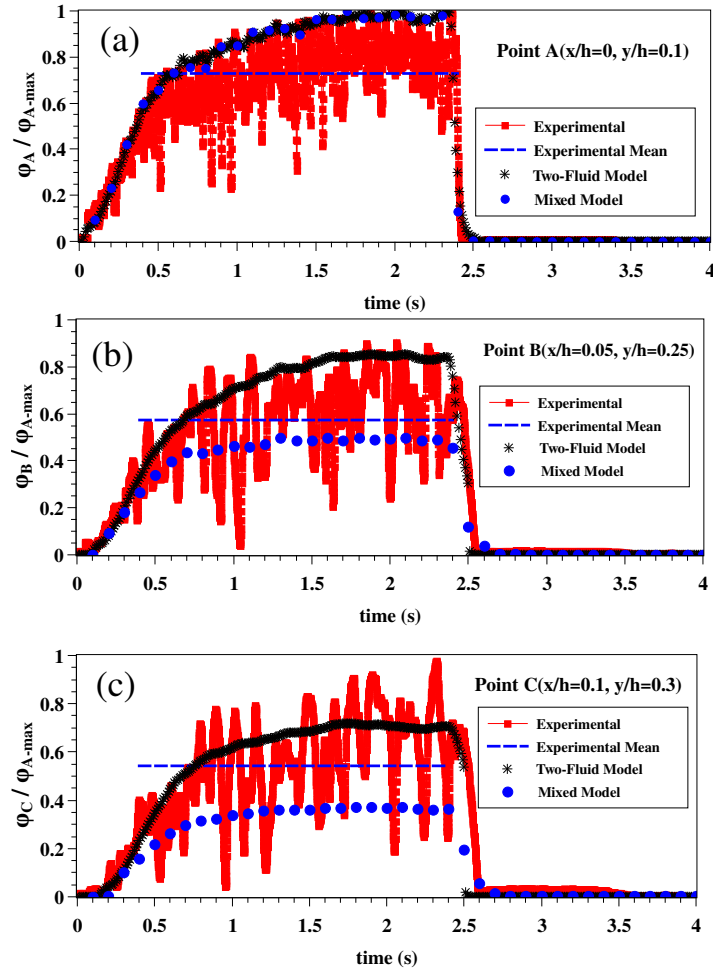 (a)
Point A(x/h=0, y/h=0.1)
Experimental
Experimental Mean
Two-Fluid Model
Mixed Model
φA / φA-max
1
0.8
0.6
0.4
0.2
0
0 0.5 1 1.5 2 2.5 3 3.5 4
time (s)
(b)
Point B(x/h=0.05, y/h=0.25)
Experimental
Experimental Mean
Two-Fluid Model
Mixed Model
φB / φA-max
1
0.8
0.6
0.4
0.2
0
0 0.5 1 1.5 2 2.5 3 3.5 4
time (s)
(c)
Point C(x/h=0.1, y/h=0.3)
Experimental
Experimental Mean
Two-Fluid Model
Mixed Model
φC / φA-max
1
0.8
0.6
0.4
0.2
0
0 0.5 1 1.5 2 2.5 3 3.5 4
time (s)